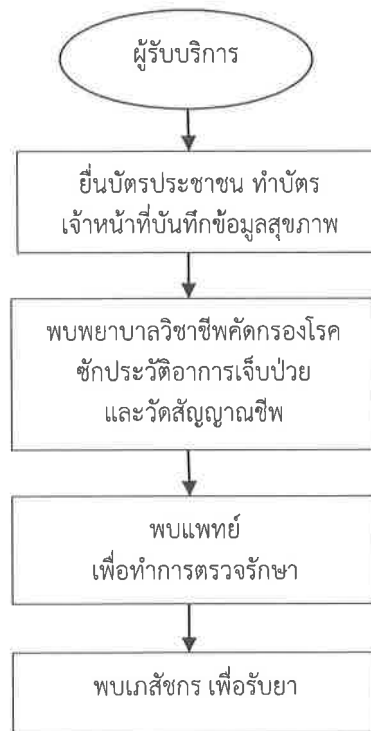 ผู้รับบริการ
ยื่นบัตรประชาชน ทำบัตร
เจ้าหน้าที่บันทึกข้อมูลสุขภาพ
พบพยาบาลวิชาชีพคัดกรองโรค
ซักประวัติอาการเจ็บป่วย
และวัดสัญญาณชีพ
พบแพทย์
เพื่อทำการตรวจรักษา
พบเภสัชกร เพื่อรับยา